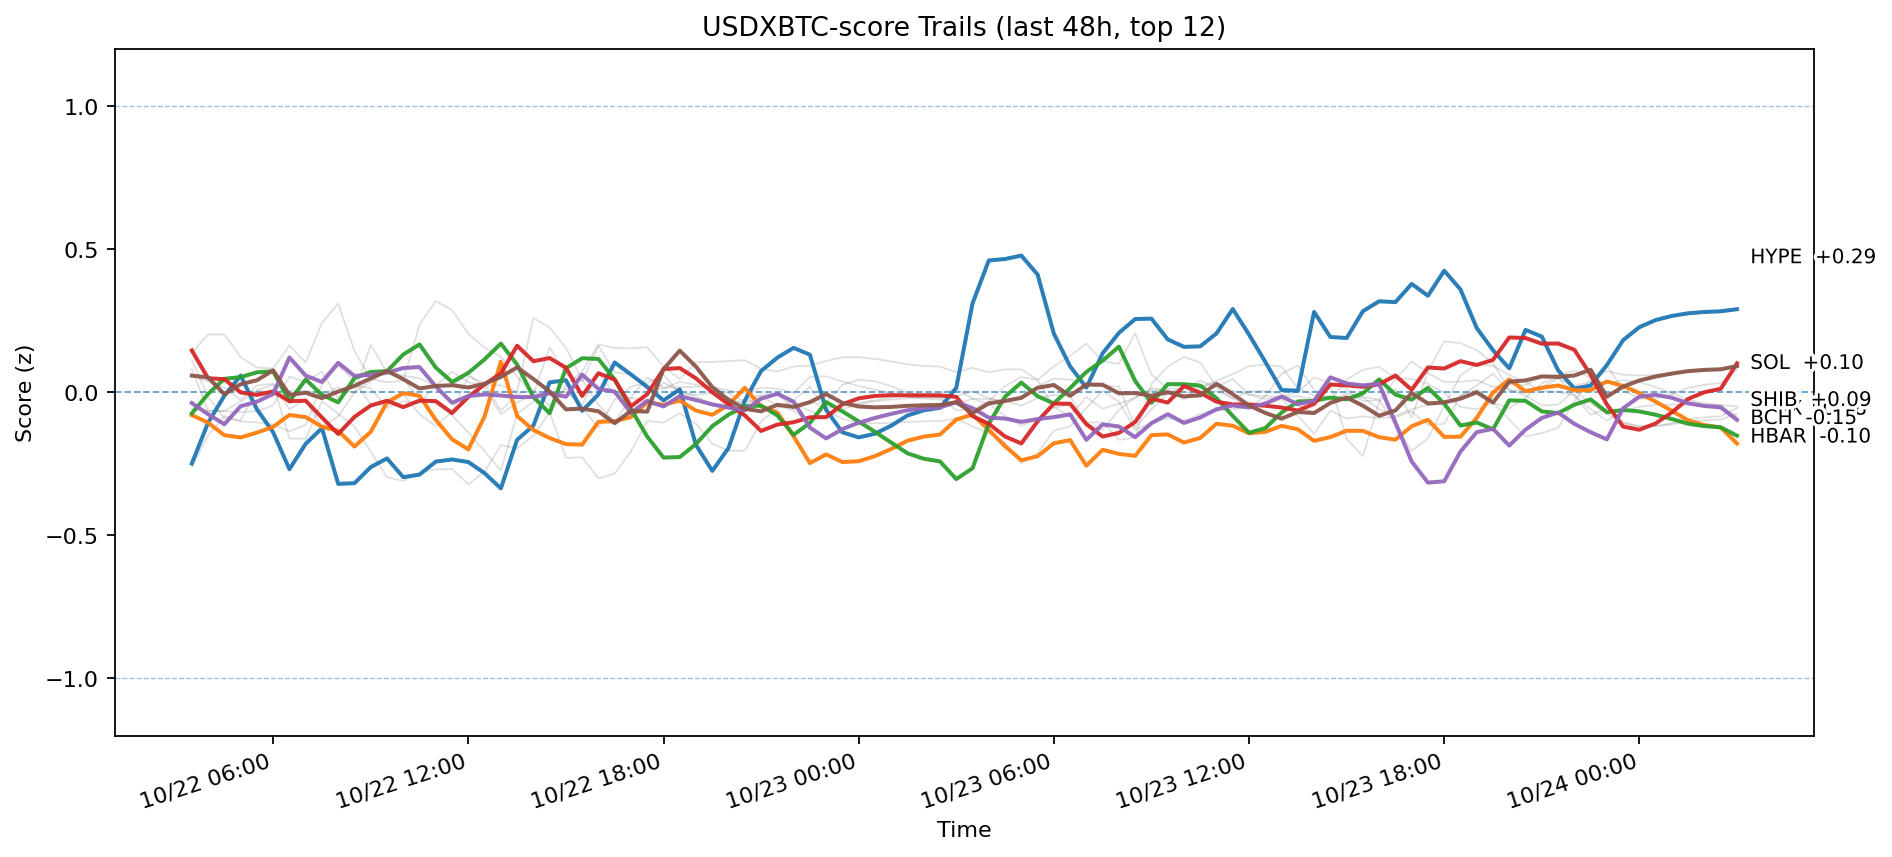 USDXBTC-score Trails (last 48h, top 12)
Score (z)
1.0
0.5
0.0
−0.5
−1.0
HYPE +0.29
SOL +0.10
SHIB +0.09
BCH -0.15
HBAR -0.10
10/22 06:00
10/22 12:00
10/22 18:00
10/23 00:00
10/23 06:00
10/23 12:00
10/23 18:00
10/24 00:00
Time